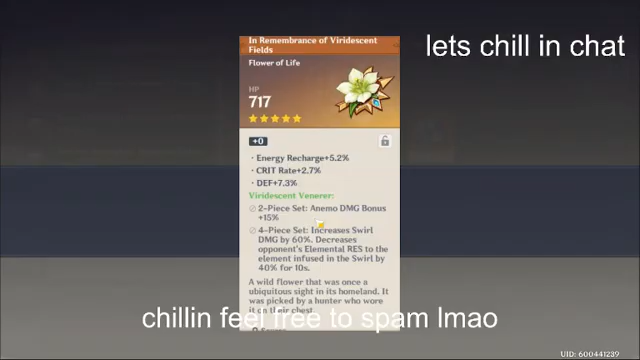 In Remembrance of Viridescent
Fields
lets chill in chat
Flower of Life
HP
717
+0
· Energy Recharge+5.2%
· CRIT Rate+2.7%
· DEF+7.3%
Viridescent Venerer:
2-Piece Set: Anemo DMG Bonus
+15%
4-Piece Set: Increases Swirl
DMG by 60%. Decreases
opponent's Elemental RES to the
element infused in the Swirl by
40% for 10s.
A wild flower that was once a
ubiquitous sight in its homeland. It
was picked by a hunter who wore
it on their chest.
chillin feel free to spam lmao
UID: 600441239